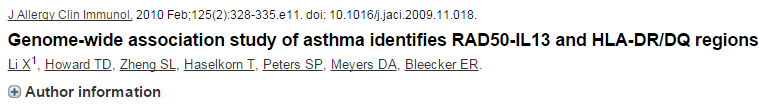 J Allergy Clin Immunol. 2010 Feb;125(2):328-335.e11. doi: 10.1016/j.jaci.2009.11.018.
Genome-wide association study of asthma identifies RAD50-IL13 and HLA-DR/DQ regions
Li X1, Howard TD, Zheng SL, Haselkorn T, Peters SP, Meyers DA, Bleecker ER.
Author information